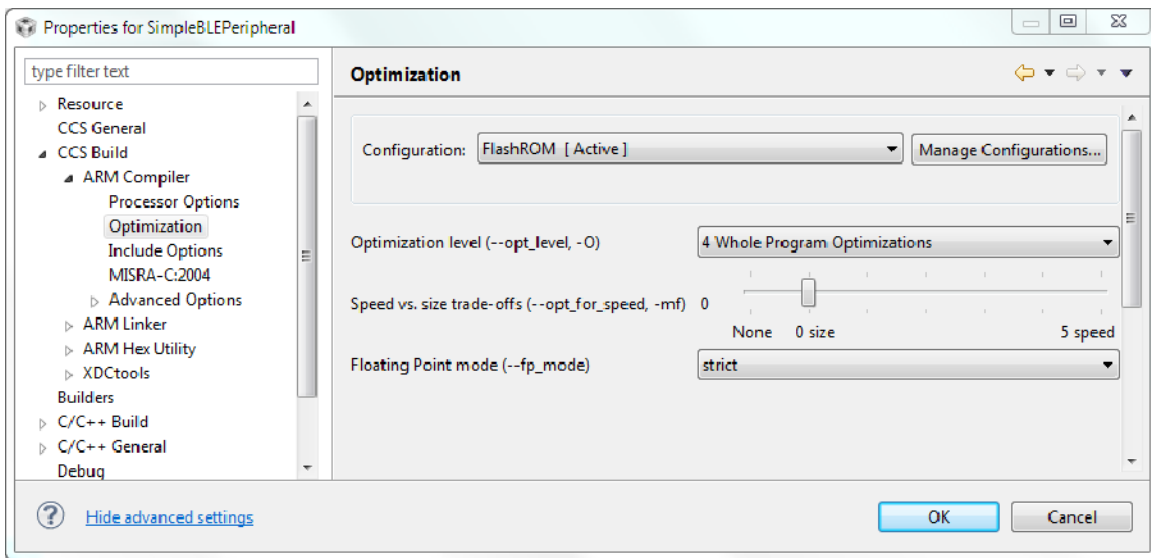 Properties for SimpleBLEPeripheral
type filter text
Resource
CCS General
CCS Build
ARM Compiler
Processor Options
Optimization
Include Options
MISRA-C:2004
Advanced Options
ARM Linker
ARM Hex Utility
XDCtools
Builders
C/C++ Build
C/C++ General
Debug
Optimization
Configuration: FlashROM [ Active ] Manage Configurations...
Optimization level (--opt_level, -O) 4 Whole Program Optimizations
Speed vs. size trade-offs (--opt_for_speed, -mf) 0
None 0 size 5 speed
Floating Point mode (--fp_mode) strict
? Hide advanced settings OK Cancel